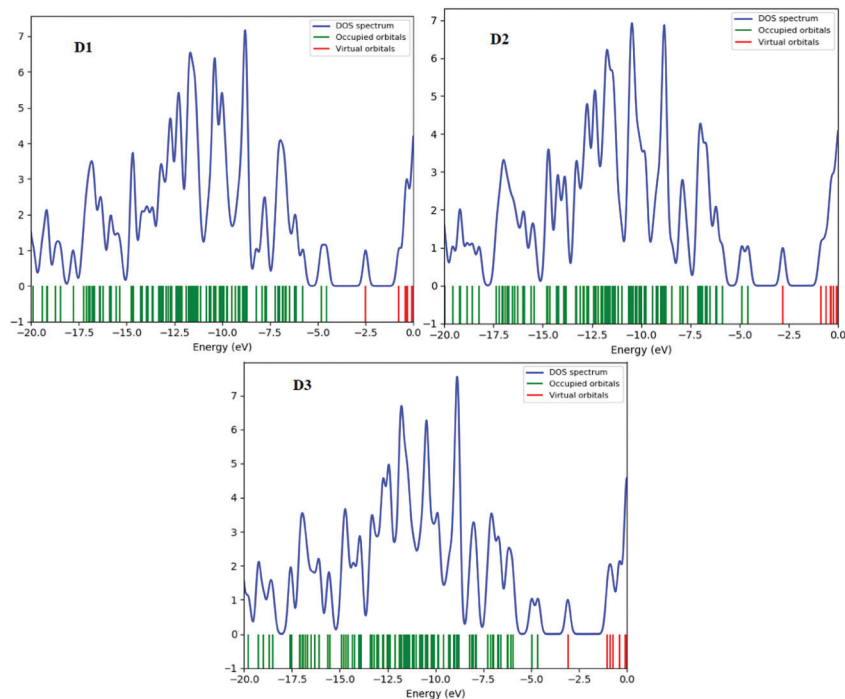 D1
DOS spectrum
Occupied orbitals
Virtual orbitals
7
6
5
4
3
2
1
0
−1
−20.0 −17.5 −15.0 −12.5 −10.0 −7.5 −5.0 −2.5 0.0
Energy (eV)
D2
DOS spectrum
Occupied orbitals
Virtual orbitals
7
6
5
4
3
2
1
0
−1
−20.0 −17.5 −15.0 −12.5 −10.0 −7.5 −5.0 −2.5 0.0
Energy (eV)
D3
DOS spectrum
Occupied orbitals
Virtual orbitals
7
6
5
4
3
2
1
0
−1
−20.0 −17.5 −15.0 −12.5 −10.0 −7.5 −5.0 −2.5 0.0
Energy (eV)